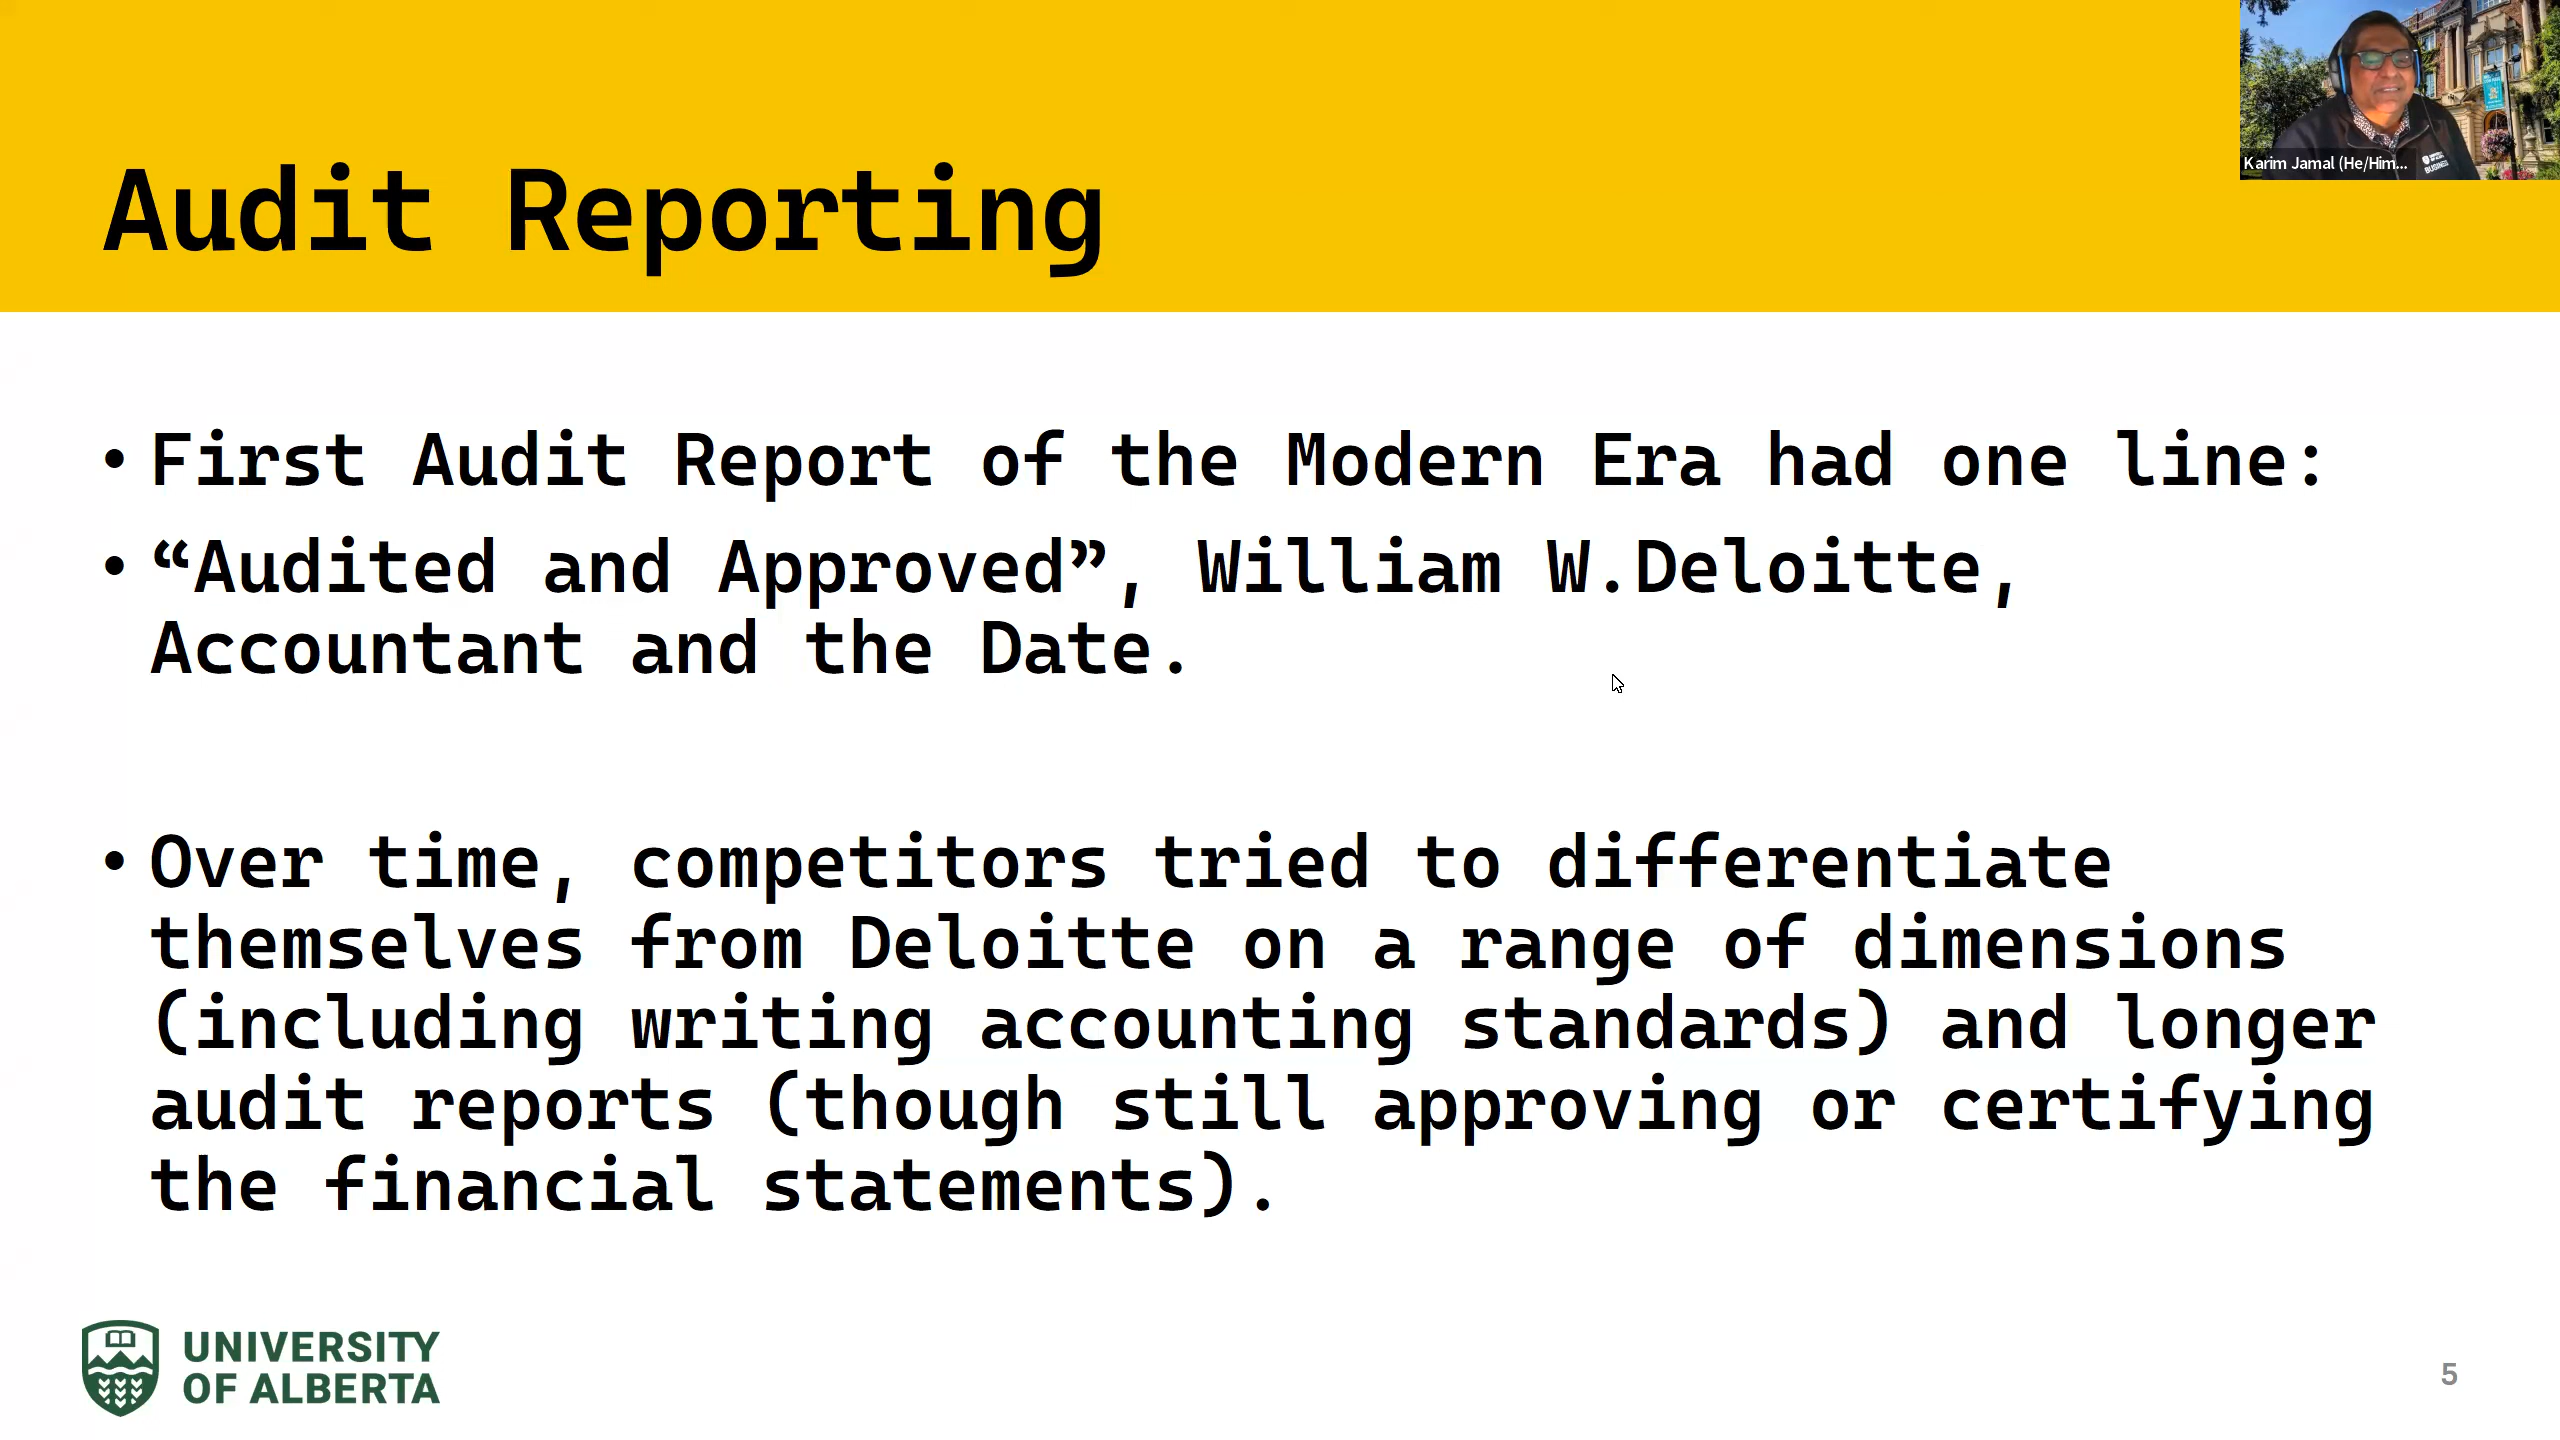 Karim Jamal (He/Him...
Audit Reporting
• First Audit Report of the Modern Era had one line:
• “Audited and Approved”, William W.Deloitte,
Accountant and the Date.
• Over time, competitors tried to differentiate
themselves from Deloitte on a range of dimensions
(including writing accounting standards) and longer
audit reports (though still approving or certifying
the financial statements).
UNIVERSITY
OF ALBERTA
5